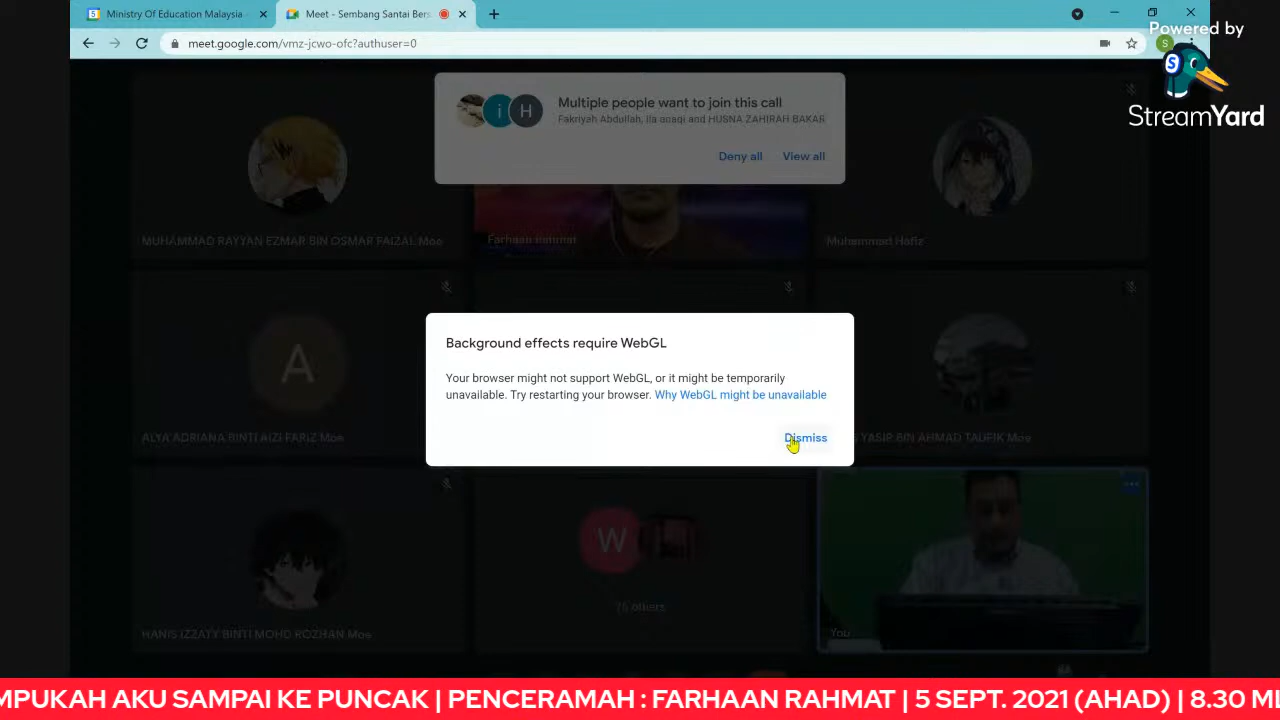 Ministry Of Education Malaysia
Meet - Sembang Santai Bers
meet.google.com/vmz-jcwo-ofc?authuser=0
S
Powered by
S
StreamYard
i
H
Multiple people want to join this call
Fakriyah Abdullah, ila anaqi and HUSNA ZAHIRAH BAKAR
Deny all
View all
MUHAMMAD RAYYAN EZMAR BIN OSMAR FAIZAL Moe
Farhaan Rahmat
Muhammad Hafiz
Background effects require WebGL
Your browser might not support WebGL, or it might be temporarily
unavailable. Try restarting your browser. Why WebGL might be unavailable
Dismiss
A
ALYA ADRIANA BINTI AIZI FARIZ Moe
YASIR BIN AHMAD TAUFIK Moe
W
75 others
HANIS IZZATY BINTI MOHD ROZHAN Moe
You
MPUKAH AKU SAMPAI KE PUNCAK | PENCERAMAH : FARHAAN RAHMAT | 5 SEPT. 2021 (AHAD) | 8.30 M